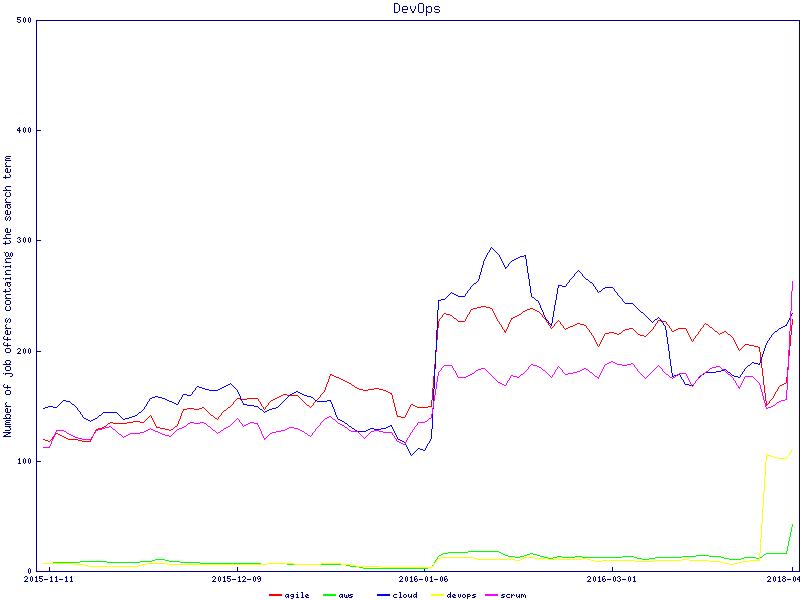 DevOps
Number of job offers containing the search term
500
400
300
200
100
0
2015-11-11 2015-12-09 2016-01-06 2016-03-01 2018-04
agile aws cloud devops scrum